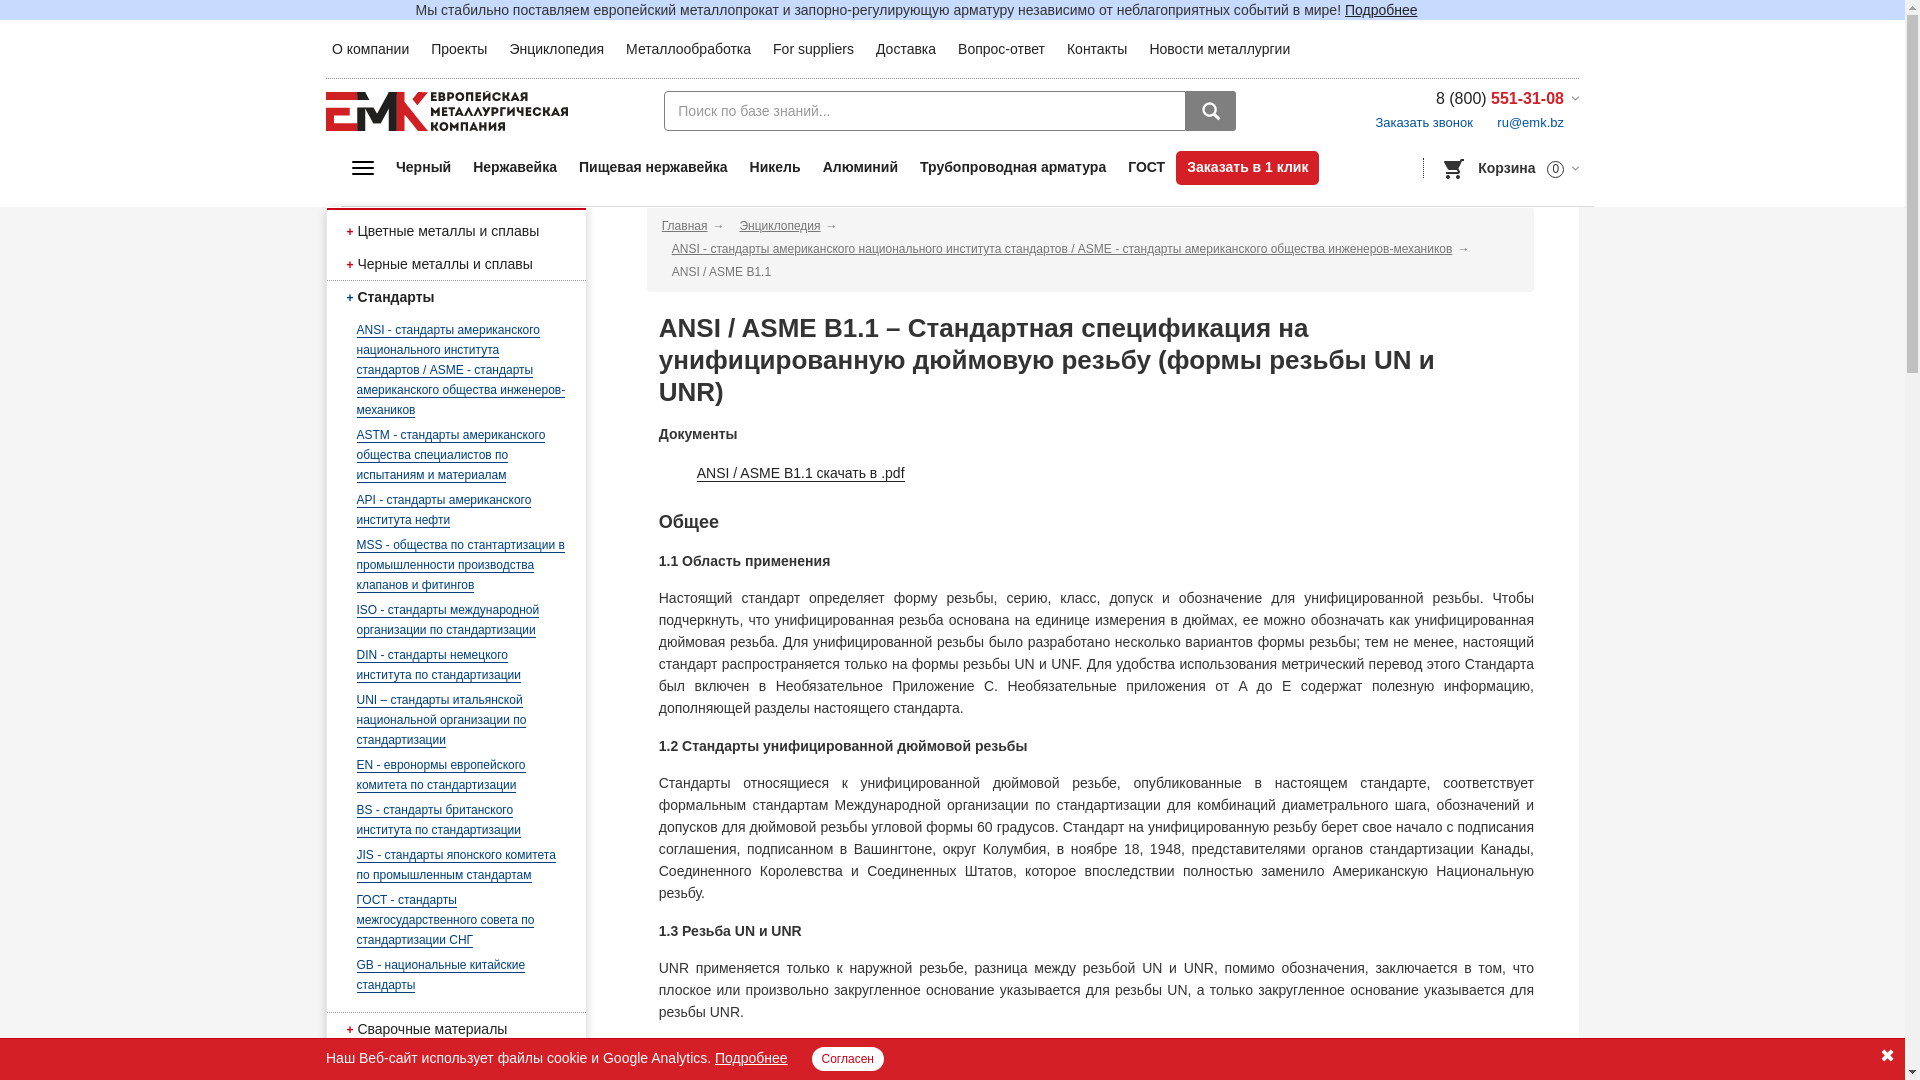 Мы стабильно поставляем европейский металлопрокат и запорно-регулирующую арматуру независимо от неблагоприятных событий в мире! Подробнее
О компании Проекты Энциклопедия Металлообработка For suppliers Доставка Вопрос-ответ Контакты Новости металлургии
ЕМК ЕВРОПЕЙСКАЯ
МЕТАЛЛУРГИЧЕСКАЯ
КОМПАНИЯ
Поиск по базе знаний...
8 (800) 551-31-08
Заказать звонок ru@emk.bz
Черный Нержавейка Пищевая нержавейка Никель Алюминий Трубопроводная арматура ГОСТ Заказать в 1 клик
Корзина 0
+ Цветные металлы и сплавы
+ Черные металлы и сплавы
+ Стандарты
ANSI - стандарты американского
национального института
стандартов / ASME - стандарты
американского общества инженеров-
механиков
ASTM - стандарты американского
общества специалистов по
испытаниям и материалам
API - стандарты американского
института нефти
MSS - общества по стантартизации в
промышленности производства
клапанов и фитингов
ISO - стандарты международной
организации по стандартизации
DIN - стандарты немецкого
института по стандартизации
UNI – стандарты итальянской
национальной организации по
стандартизации
EN - евронормы европейского
комитета по стандартизации
BS - стандарты британского
института по стандартизации
JIS - стандарты японского комитета
по промышленным стандартам
ГОСТ - стандарты
межгосударственного совета по
стандартизации СНГ
GB - национальные китайские
стандарты
+ Сварочные материалы
Главная → Энциклопедия →
ANSI - стандарты американского национального института стандартов / ASME - стандарты американского общества инженеров-механиков →
ANSI / ASME B1.1
ANSI / ASME B1.1 – Стандартная спецификация на
унифицированную дюймовую резьбу (формы резьбы UN и
UNR)
Документы
ANSI / ASME B1.1 скачать в .pdf
Общее
1.1 Область применения
Настоящий стандарт определяет форму резьбы, серию, класс, допуск и обозначение для унифицированной резьбы. Чтобы
подчеркнуть, что унифицированная резьба основана на единице измерения в дюймах, ее можно обозначать как унифицированная
дюймовая резьба. Для унифицированной резьбы было разработано несколько вариантов формы резьбы; тем не менее, настоящий
стандарт распространяется только на формы резьбы UN и UNF. Для удобства использования метрический перевод этого Стандарта
был включен в Необязательное Приложение С. Необязательные приложения от А до Е содержат полезную информацию,
дополняющей разделы настоящего стандарта.
1.2 Стандарты унифицированной дюймовой резьбы
Стандарты относящиеся к унифицированной дюймовой резьбе, опубликованные в настоящем стандарте, соответствует
формальным стандартам Международной организации по стандартизации для комбинаций диаметрального шага, обозначений и
допусков для дюймовой резьбы угловой формы 60 градусов. Стандарт на унифицированную резьбу берет свое начало с подписания
соглашения, подписанном в Вашингтоне, округ Колумбия, в ноябре 18, 1948, представителями органов стандартизации Канады,
Соединенного Королевства и Соединенных Штатов, которое впоследствии полностью заменило Американскую Национальную
резьбу.
1.3 Резьба UN и UNR
UNR применяется только к наружной резьбе, разница между резьбой UN и UNR, помимо обозначения, заключается в том, что
плоское или произвольно закругленное основание указывается для резьбы UN, а только закругленное основание указывается для
резьбы UNR.
Наш Веб-сайт использует файлы cookie и Google Analytics. Подробнее Согласен ✖